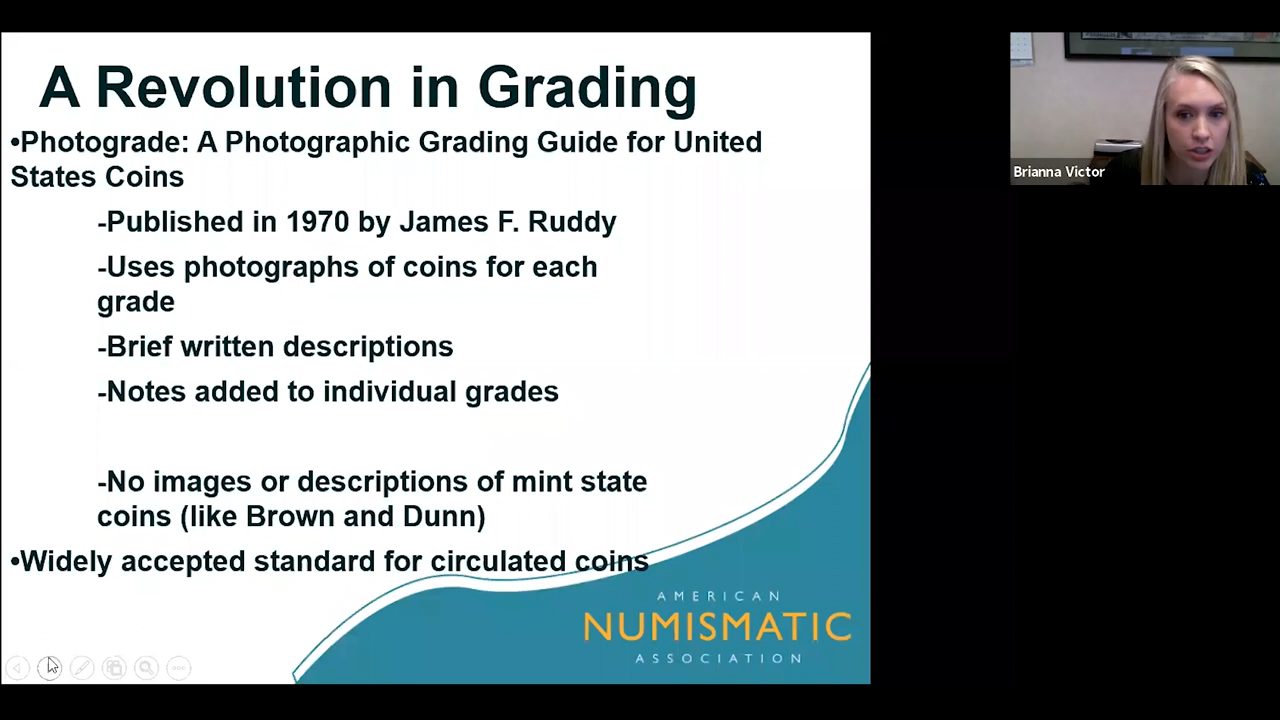 A Revolution in Grading
•Photograde: A Photographic Grading Guide for United
States Coins
-Published in 1970 by James F. Ruddy
-Uses photographs of coins for each
grade
-Brief written descriptions
-Notes added to individual grades
-No images or descriptions of mint state
coins (like Brown and Dunn)
•Widely accepted standard for circulated coins
AMERICAN
NUMISMATIC
ASSOCIATION
Brianna Victor